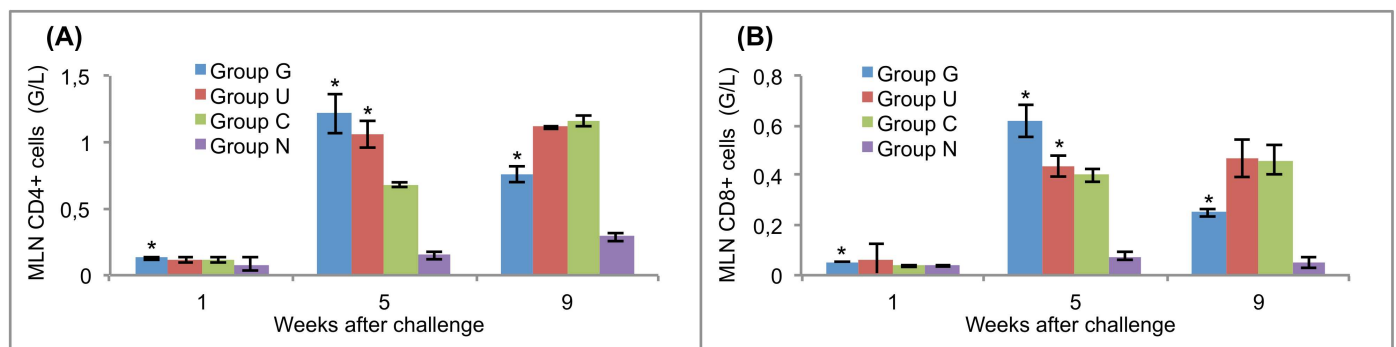 (A)
MLN CD4+ cells (G/L)
1,5
1
0,5
0
Group G
Group U
Group C
Group N
*
*
*
*
1 5 9
Weeks after challenge
(B)
MLN CD8+ cells (G/L)
0,8
0,6
0,4
0,2
0
Group G
Group U
Group C
Group N
*
*
*
*
1 5 9
Weeks after challenge